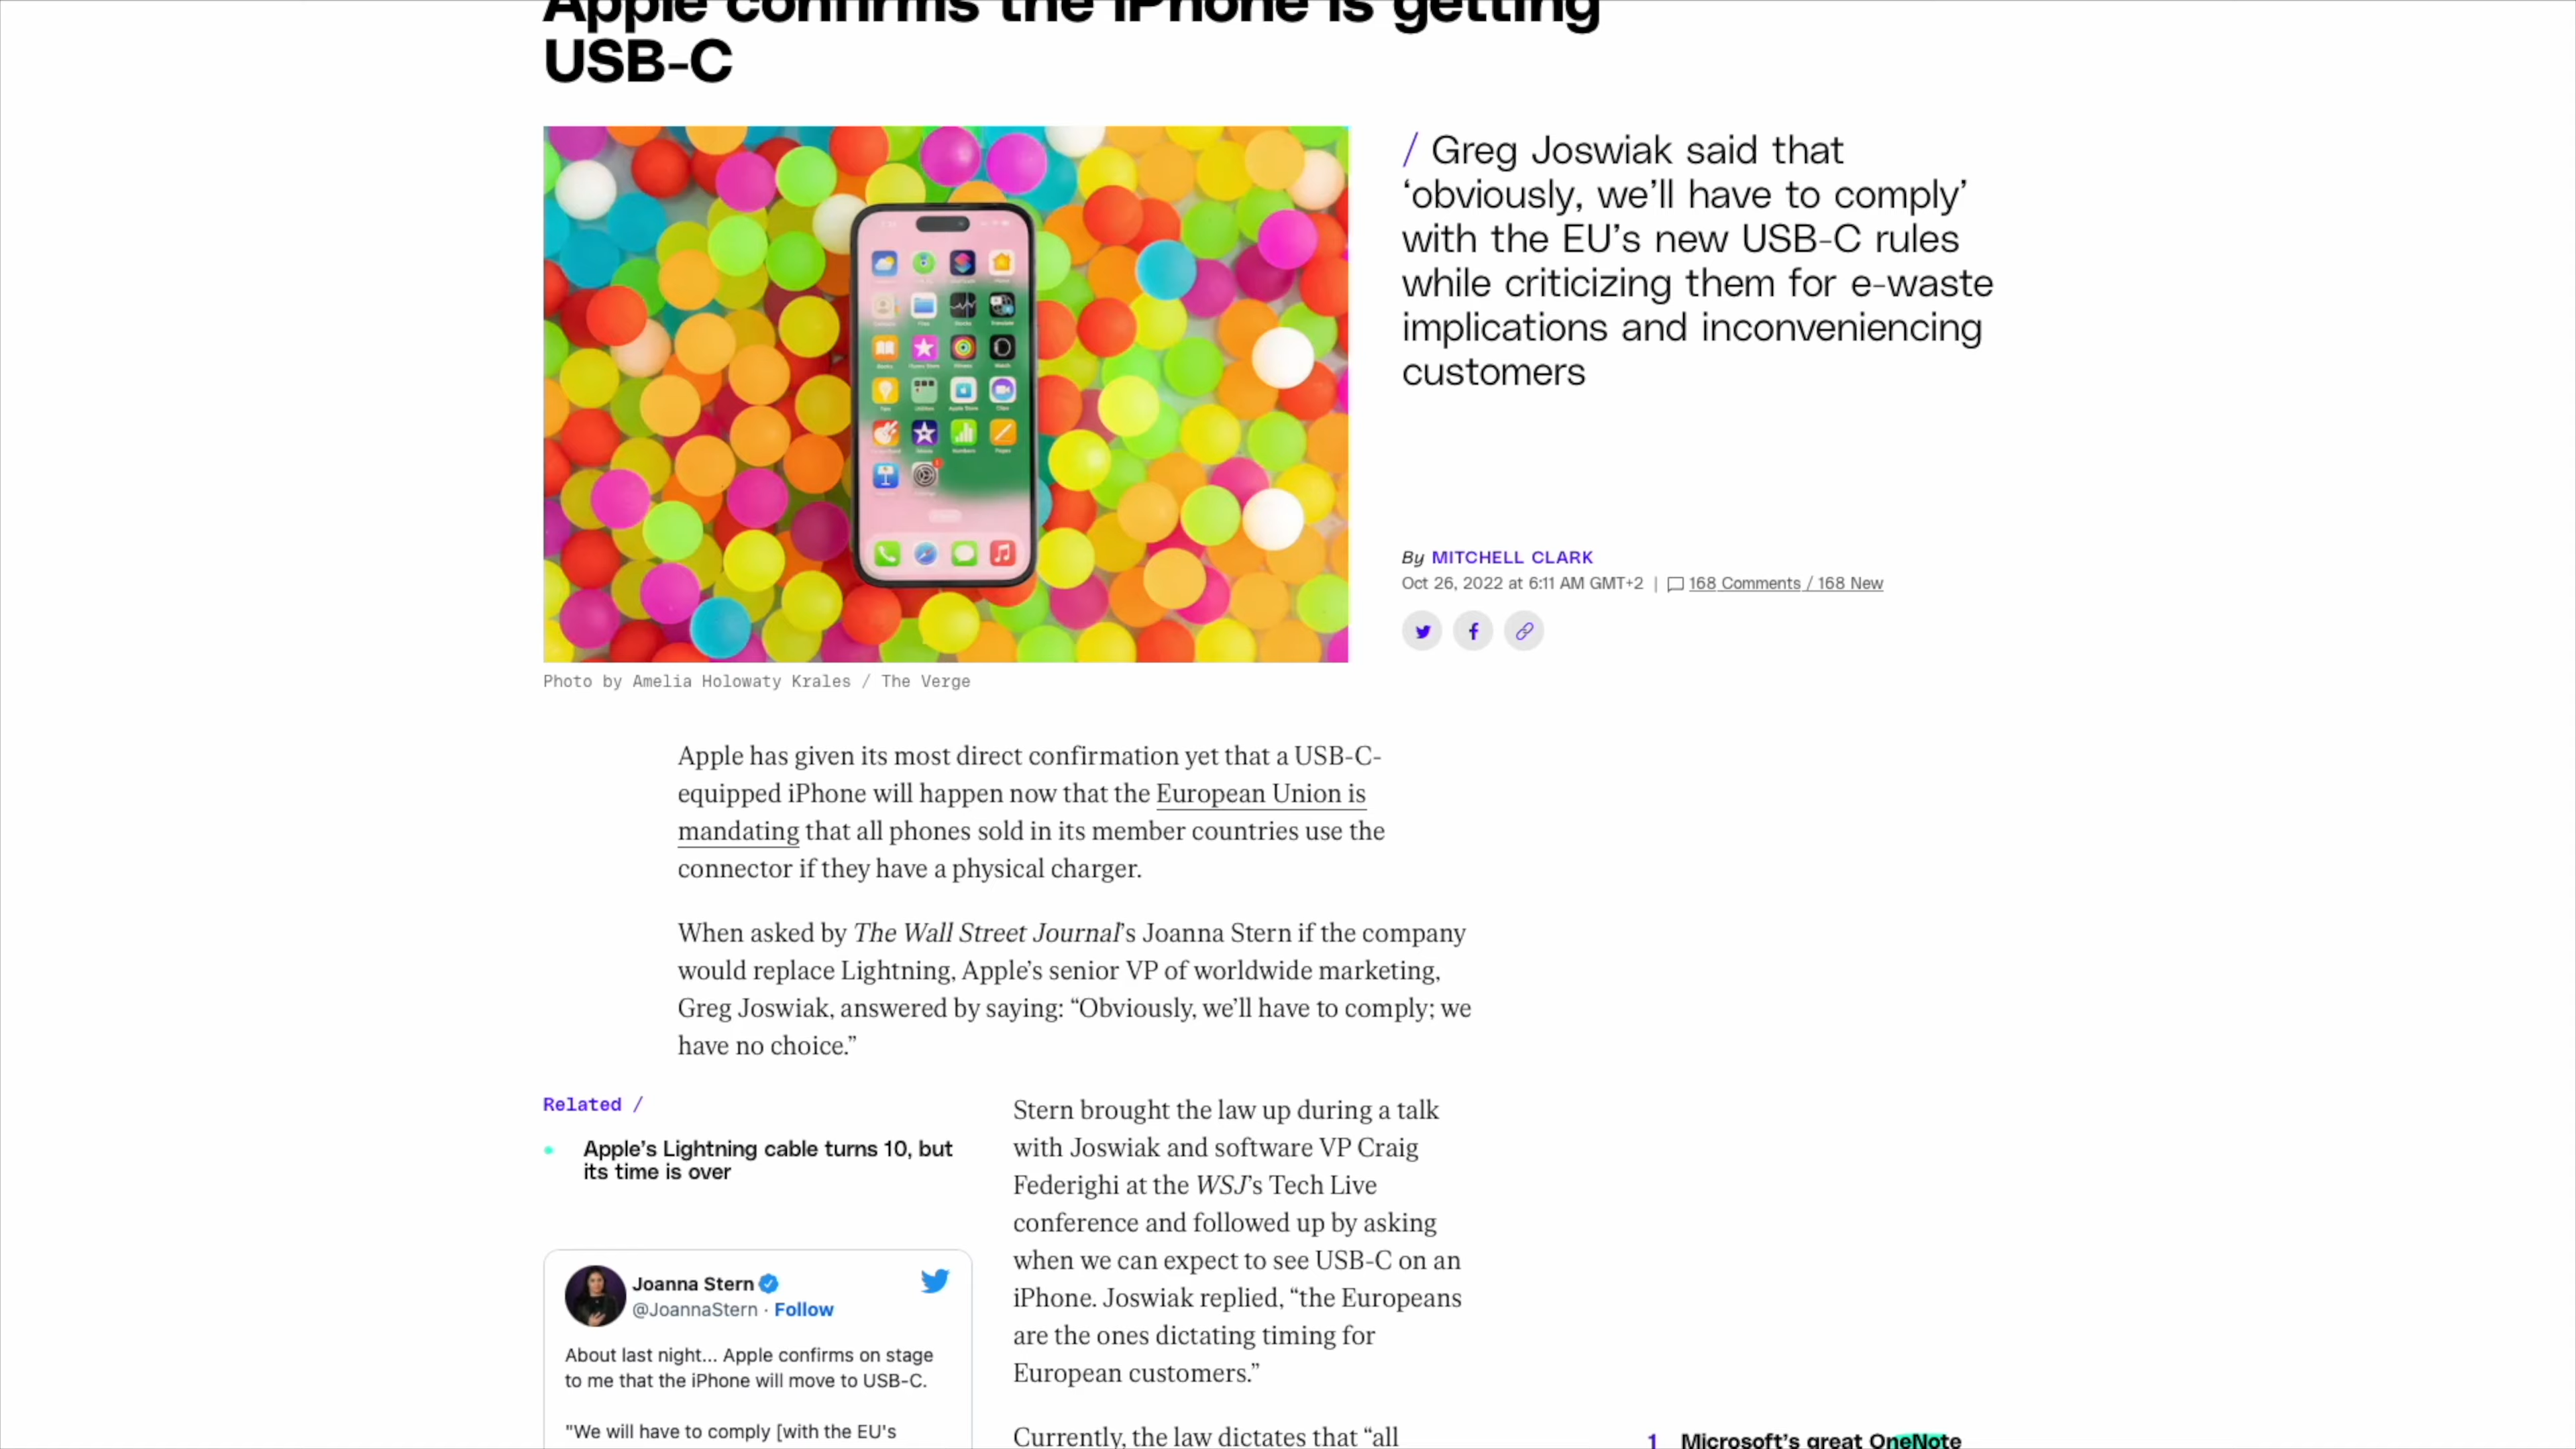 Apple confirms the iPhone is getting
USB-C
/ Greg Joswiak said that
‘obviously, we’ll have to comply’
with the EU’s new USB-C rules
while criticizing them for e-waste
implications and inconveniencing
customers
By MITCHELL CLARK
Oct 26, 2022 at 6:11 AM GMT+2 | 168 Comments / 168 New
Photo by Amelia Holowaty Krales / The Verge
Apple has given its most direct confirmation yet that a USB-C-
equipped iPhone will happen now that the European Union is
mandating that all phones sold in its member countries use the
connector if they have a physical charger.
When asked by The Wall Street Journal’s Joanna Stern if the company
would replace Lightning, Apple’s senior VP of worldwide marketing,
Greg Joswiak, answered by saying: “Obviously, we’ll have to comply; we
have no choice.”
Related /
Apple’s Lightning cable turns 10, but
its time is over
Joanna Stern
@JoannaStern · Follow
About last night... Apple confirms on stage
to me that the iPhone will move to USB-C.
"We will have to comply [with the EU's
Stern brought the law up during a talk
with Joswiak and software VP Craig
Federighi at the WSJ’s Tech Live
conference and followed up by asking
when we can expect to see USB-C on an
iPhone. Joswiak replied, “the Europeans
are the ones dictating timing for
European customers.”
Currently, the law dictates that “all
1 Microsoft’s great OneNote